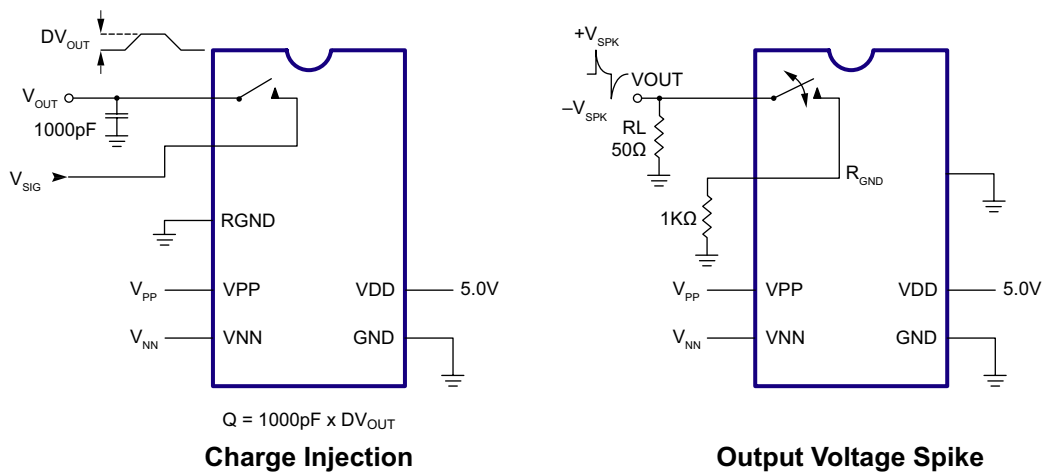 DV_OUT
V_OUT
1000pF
V_SIG
RGND
V_PP
VPP
VDD
5.0V
V_NN
VNN
GND
Q = 1000pF x DV_OUT
Charge Injection
+V_SPK
VOUT
–V_SPK
RL
50Ω
R_GND
1KΩ
V_PP
VPP
VDD
5.0V
V_NN
VNN
GND
Output Voltage Spike